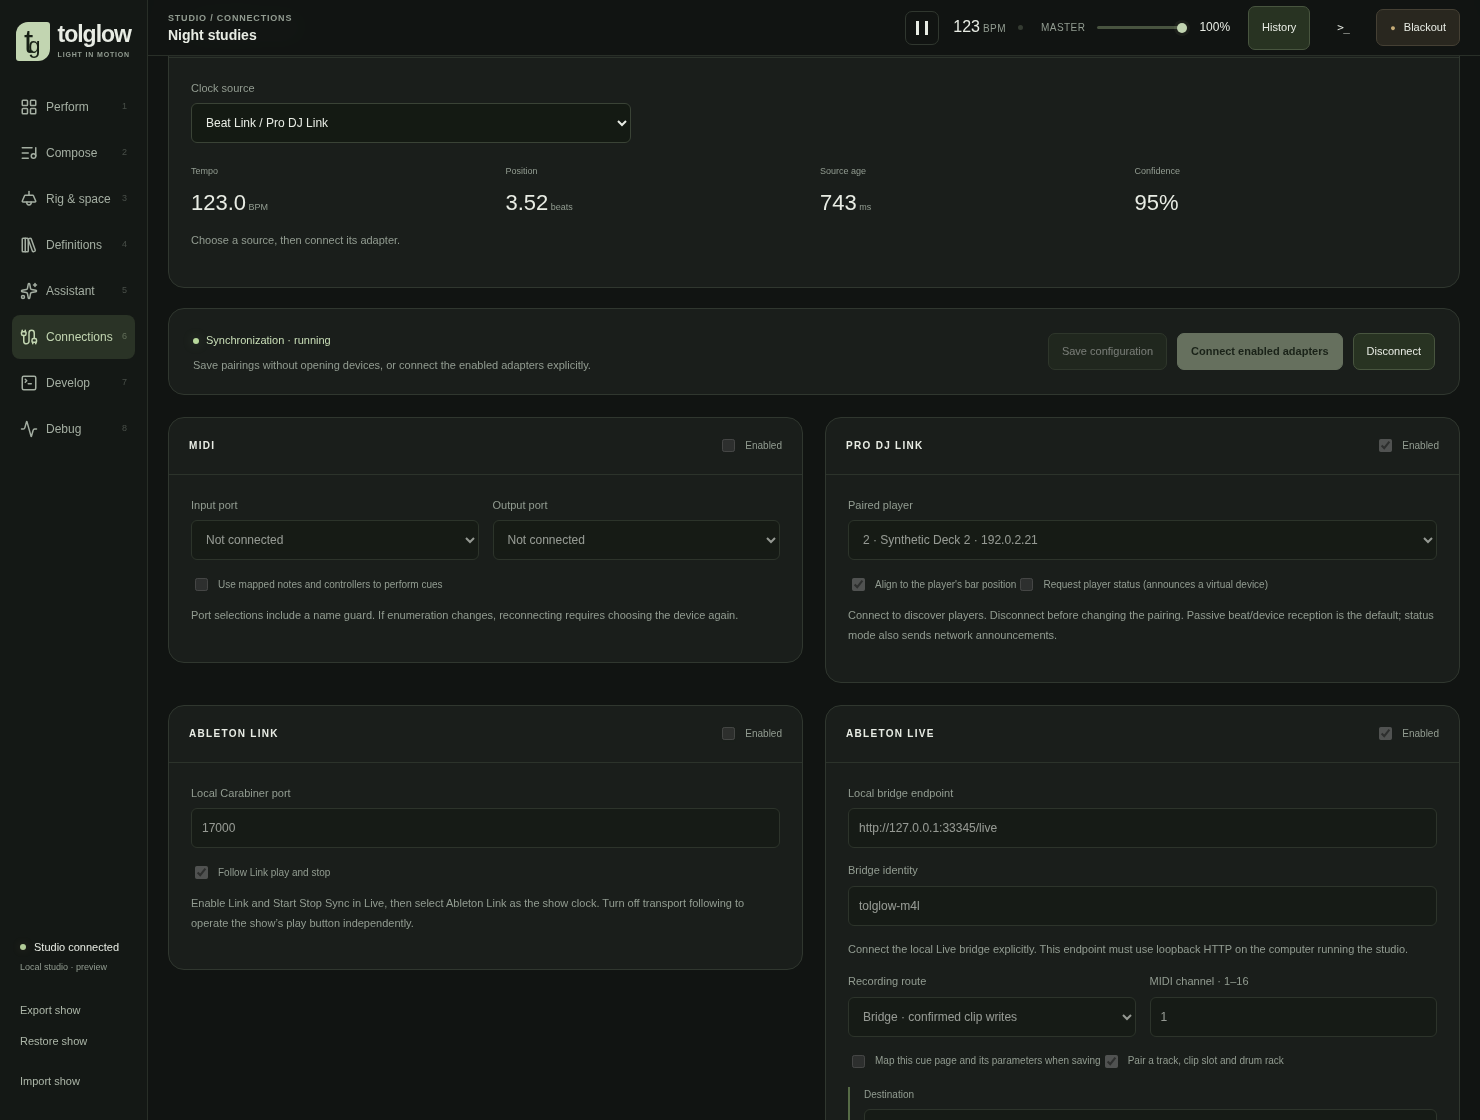 tg tolglow
LIGHT IN MOTION
STUDIO / CONNECTIONS
Night studies
123 BPM
MASTER
100%
History
>_
Blackout
Perform 1
Compose 2
Rig & space 3
Definitions 4
Assistant 5
Connections 6
Develop 7
Debug 8
Studio connected
Local studio · preview
Export show
Restore show
Import show
Clock source
Beat Link / Pro DJ Link
Tempo Position Source age Confidence
123.0 BPM 3.52 beats 743 ms 95%
Choose a source, then connect its adapter.
Synchronization · running
Save pairings without opening devices, or connect the enabled adapters explicitly.
Save configuration Connect enabled adapters Disconnect
MIDI Enabled
Input port Output port
Not connected Not connected
Use mapped notes and controllers to perform cues
Port selections include a name guard. If enumeration changes, reconnecting requires choosing the device again.
PRO DJ LINK Enabled
Paired player
2 · Synthetic Deck 2 · 192.0.2.21
Align to the player's bar position Request player status (announces a virtual device)
Connect to discover players. Disconnect before changing the pairing. Passive beat/device reception is the default; status
mode also sends network announcements.
ABLETON LINK Enabled
Local Carabiner port
17000
Follow Link play and stop
Enable Link and Start Stop Sync in Live, then select Ableton Link as the show clock. Turn off transport following to
operate the show's play button independently.
ABLETON LIVE Enabled
Local bridge endpoint
http://127.0.0.1:33345/live
Bridge identity
tolglow-m4l
Connect the local Live bridge explicitly. This endpoint must use loopback HTTP on the computer running the studio.
Recording route MIDI channel · 1–16
Bridge · confirmed clip writes 1
Map this cue page and its parameters when saving Pair a track, clip slot and drum rack
Destination